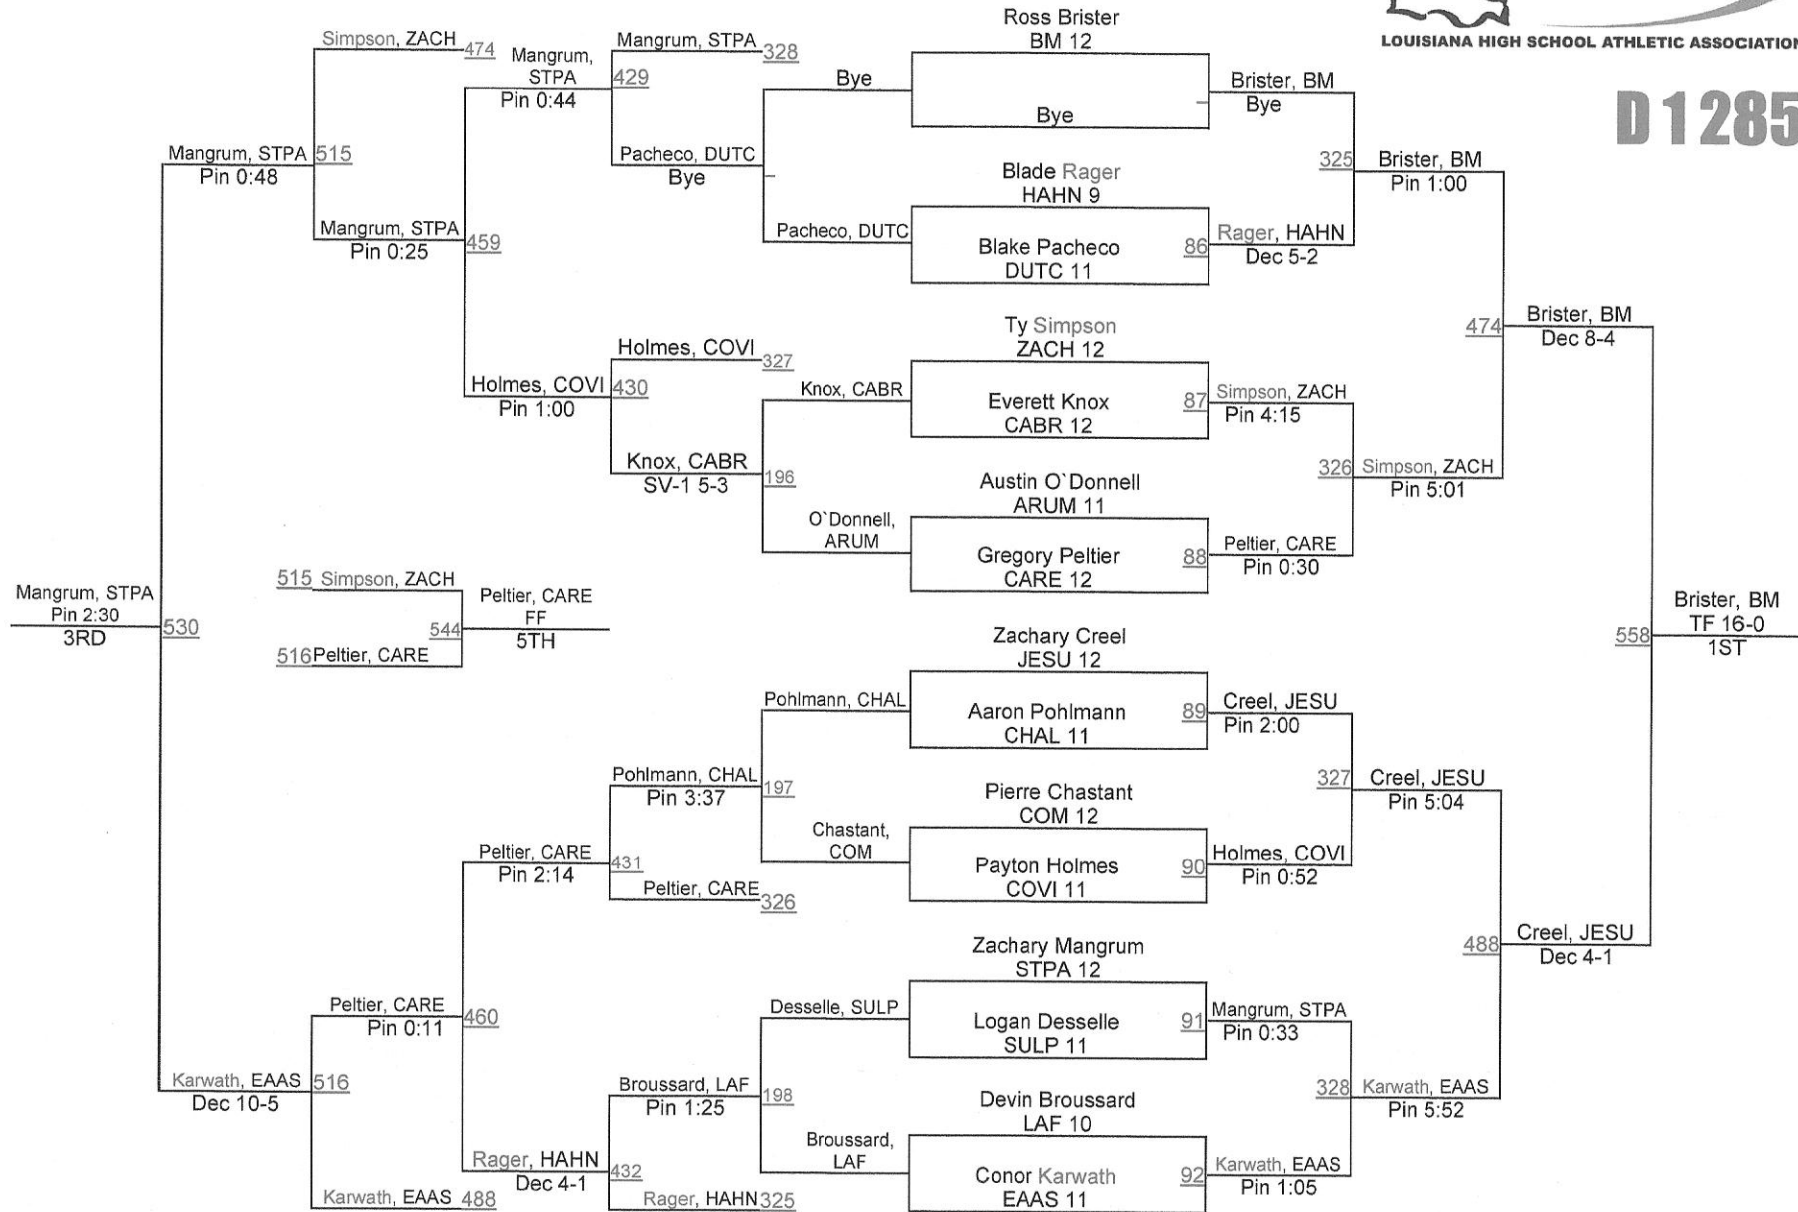 LOUISIANA HIGH SCHOOL ATHLETIC ASSOCIATION
D1 285
Simpson, ZACH 474
Mangrum, STPA 515
Pin 0:48
Mangrum, STPA 459
Pin 0:25
Mangrum,
STPA 429
Pin 0:44
Mangrum, STPA 328
Pacheco, DUTC
Bye
Bye
Pacheco, DUTC
Holmes, COVI 430
Pin 1:00
Holmes, COVI 327
Knox, CABR 196
SV-1 5-3
Knox, CABR
O`Donnell,
ARUM
Mangrum, STPA
Pin 2:30
3RD
530
515 Simpson, ZACH
516 Peltier, CARE
544
Peltier, CARE
FF
5TH
Karwath, EAAS 516
Dec 10-5
Peltier, CARE 460
Pin 0:11
Karwath, EAAS 488
Peltier, CARE 431
Pin 2:14
Pohlmann, CHAL 197
Pin 3:37
Peltier, CARE 326
Pohlmann, CHAL
Chastant,
COM
Rager, HAHN 432
Dec 4-1
Broussard, LAF 198
Pin 1:25
Rager, HAHN 325
Desselle, SULP
Broussard,
LAF
Ross Brister
BM 12
Bye
Blade Rager
HAHN 9
Blake Pacheco 86
DUTC 11
Ty Simpson
ZACH 12
Everett Knox 87
CABR 12
Austin O`Donnell
ARUM 11
Gregory Peltier 88
CARE 12
Zachary Creel
JESU 12
Aaron Pohlmann 89
CHAL 11
Pierre Chastant
COM 12
Payton Holmes 90
COVI 11
Zachary Mangrum
STPA 12
Logan Desselle 91
SULP 11
Devin Broussard
LAF 10
Conor Karwath 92
EAAS 11
Brister, BM
Bye
Rager, HAHN
Dec 5-2
Simpson, ZACH
Pin 4:15
Peltier, CARE
Pin 0:30
Creel, JESU
Pin 2:00
Holmes, COVI
Pin 0:52
Mangrum, STPA
Pin 0:33
Karwath, EAAS
Pin 1:05
325 Brister, BM
Pin 1:00
326 Simpson, ZACH
Pin 5:01
327 Creel, JESU
Pin 5:04
328 Karwath, EAAS
Pin 5:52
474 Brister, BM
Dec 8-4
488 Creel, JESU
Dec 4-1
558
Brister, BM
TF 16-0
1ST